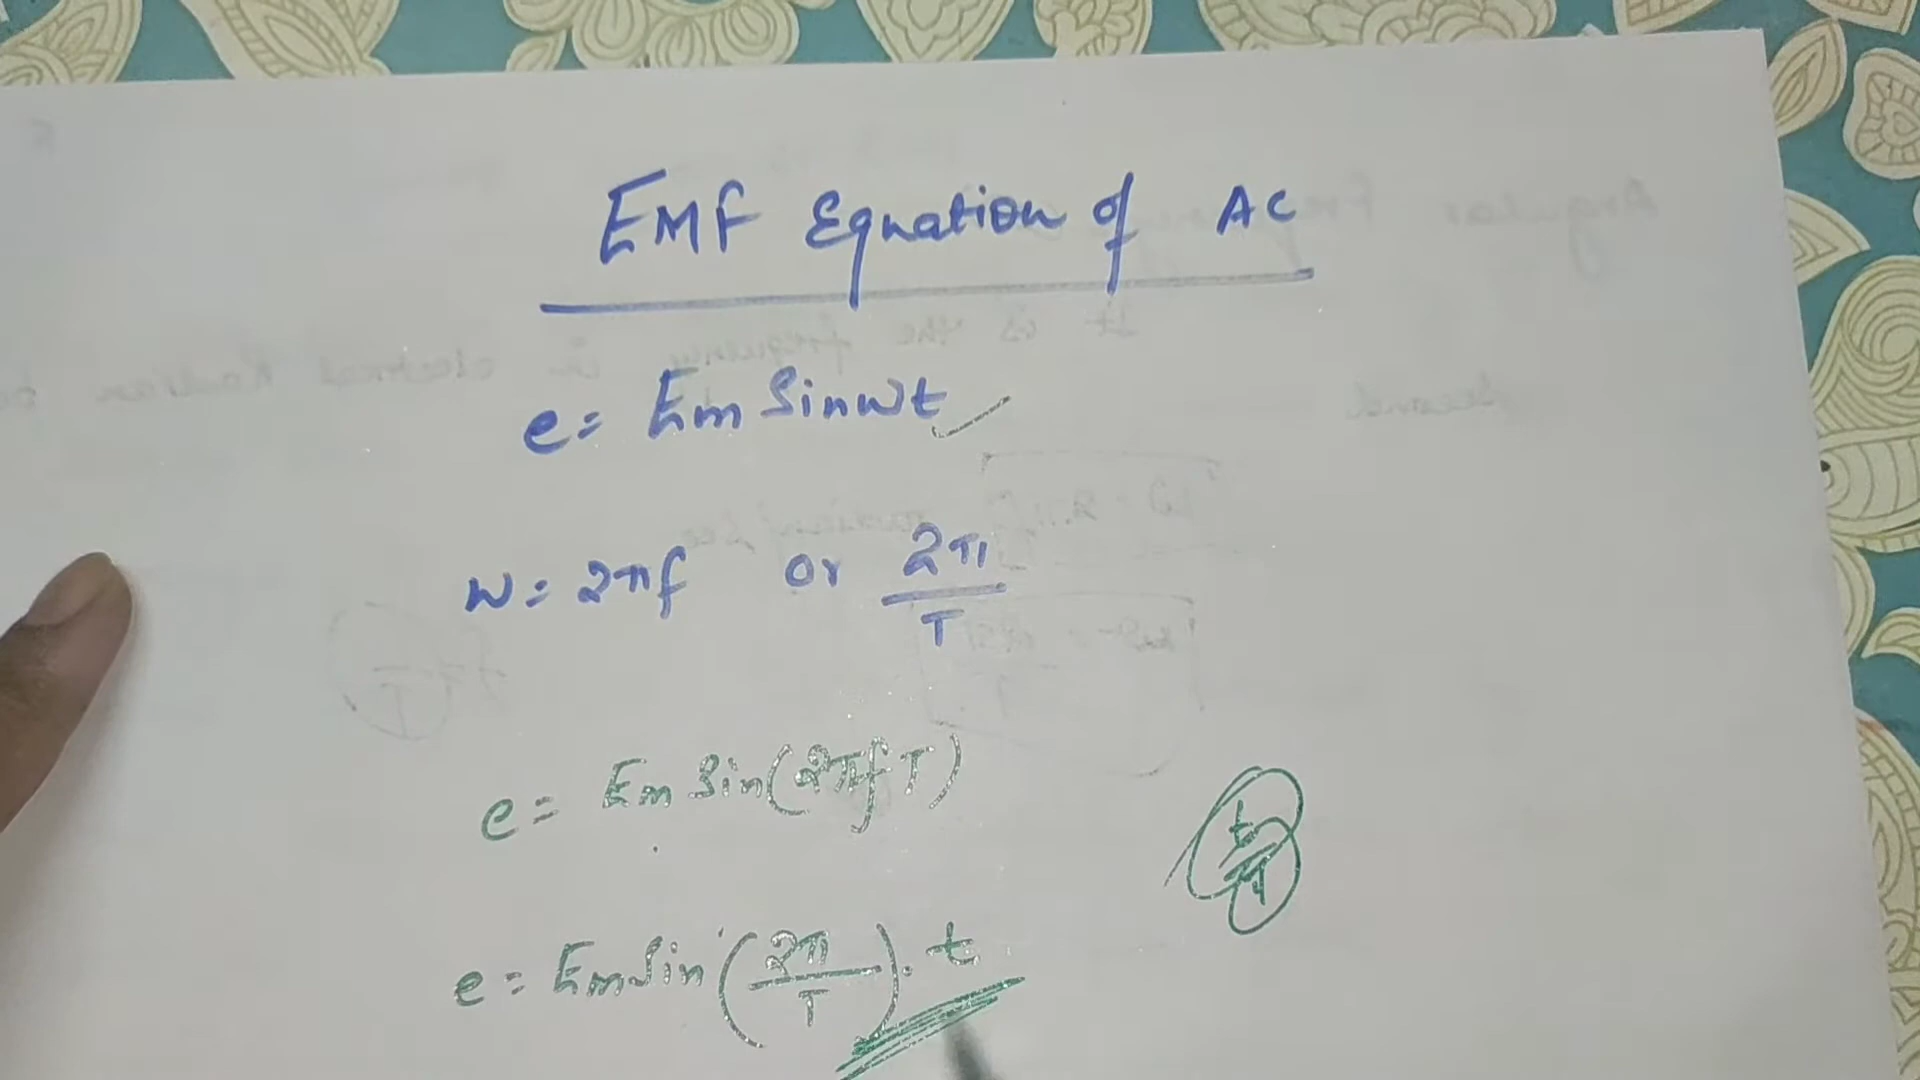 EMF Equation of AC
e = Em Sinωt
W = 2πf or 2π/T
e = Em Sin(2πfT)
t/T
e = Em Sin(2π/T).t